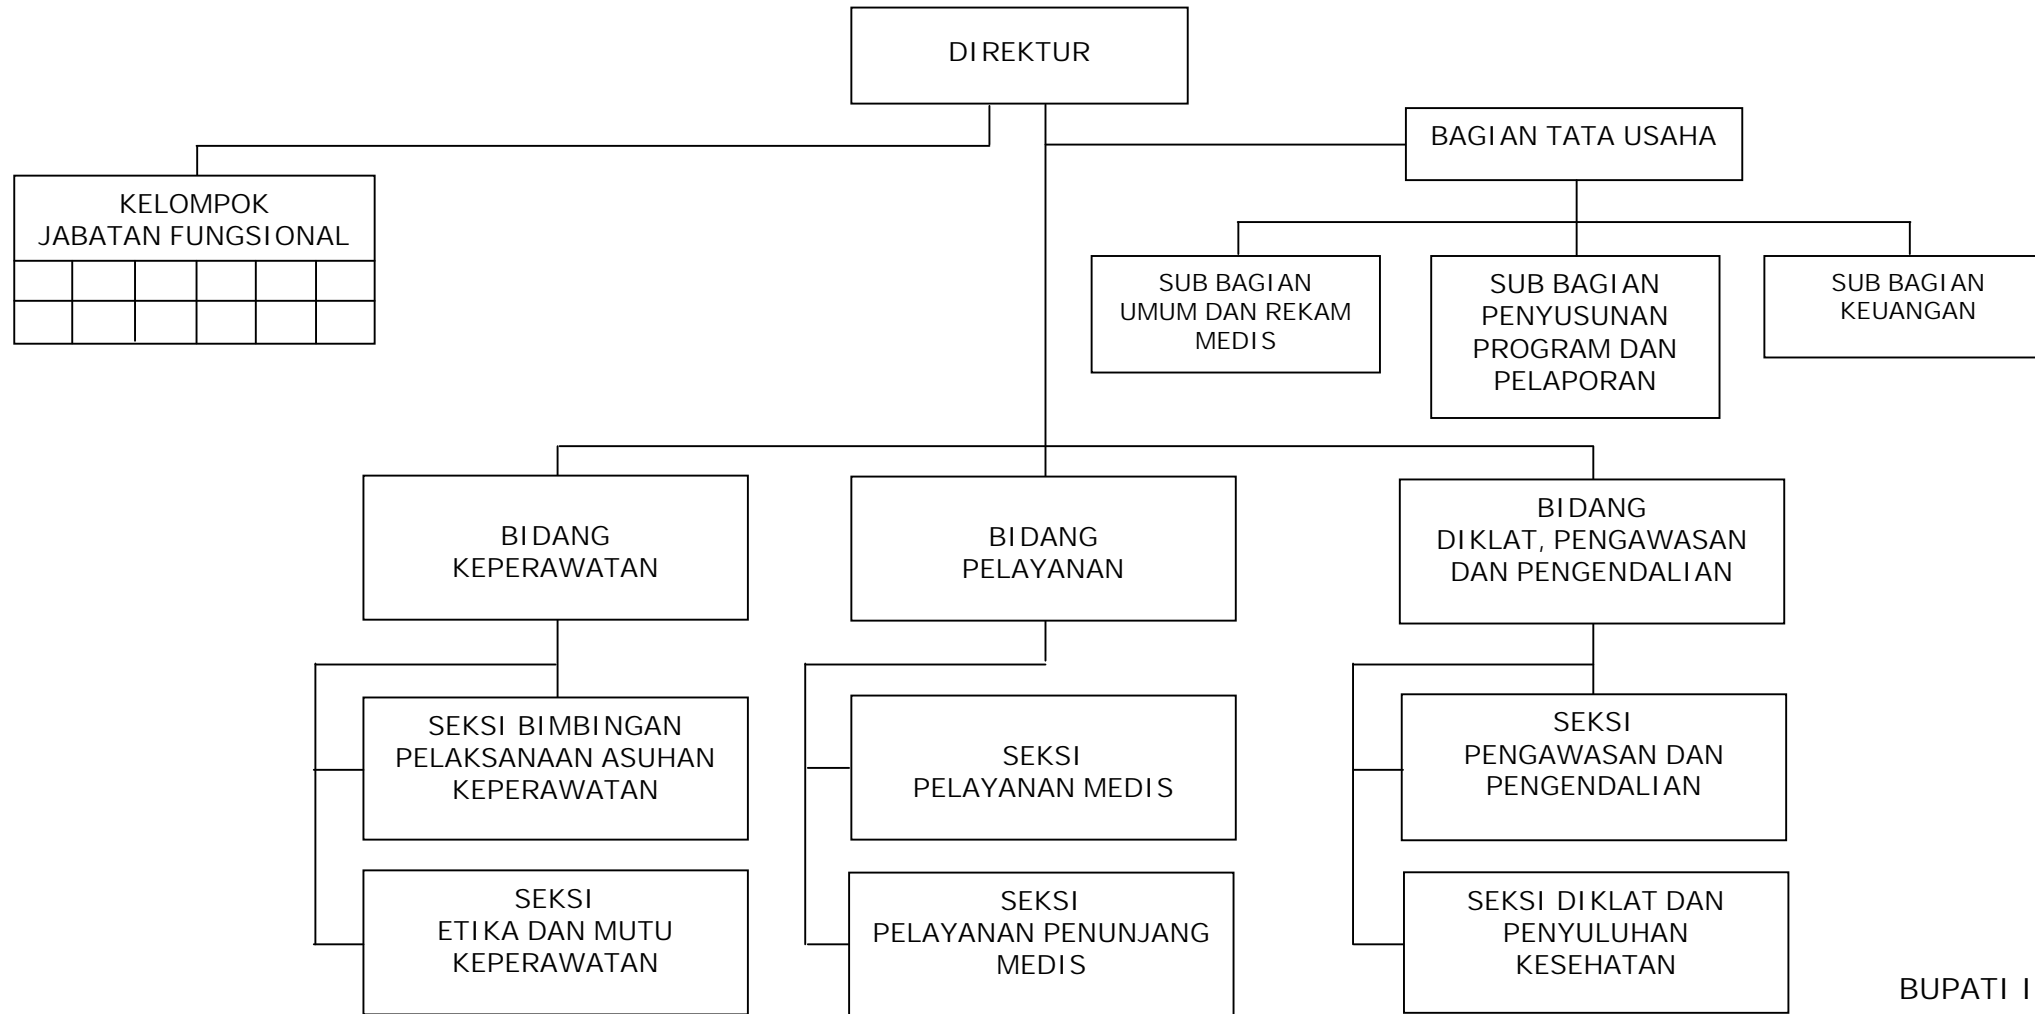 DIREKTUR
BAGIAN TATA USAHA
KELOMPOK
JABATAN FUNGSIONAL
SUB BAGIAN
UMUM DAN REKAM
MEDIS
SUB BAGIAN
PENYUSUNAN
PROGRAM DAN
PELAPORAN
SUB BAGIAN
KEUANGAN
BIDANG
KEPERAWATAN
BIDANG
PELAYANAN
BIDANG
DIKLAT, PENGAWASAN
DAN PENGENDALIAN
SEKSI BIMBINGAN
PELAKSANAAN ASUHAN
KEPERAWATAN
SEKSI
PELAYANAN MEDIS
SEKSI
PENGAWASAN DAN
PENGENDALIAN
SEKSI
ETIKA DAN MUTU
KEPERAWATAN
SEKSI
PELAYANAN PENUNJANG
MEDIS
SEKSI DIKLAT DAN
PENYULUHAN
KESEHATAN
BUPATI